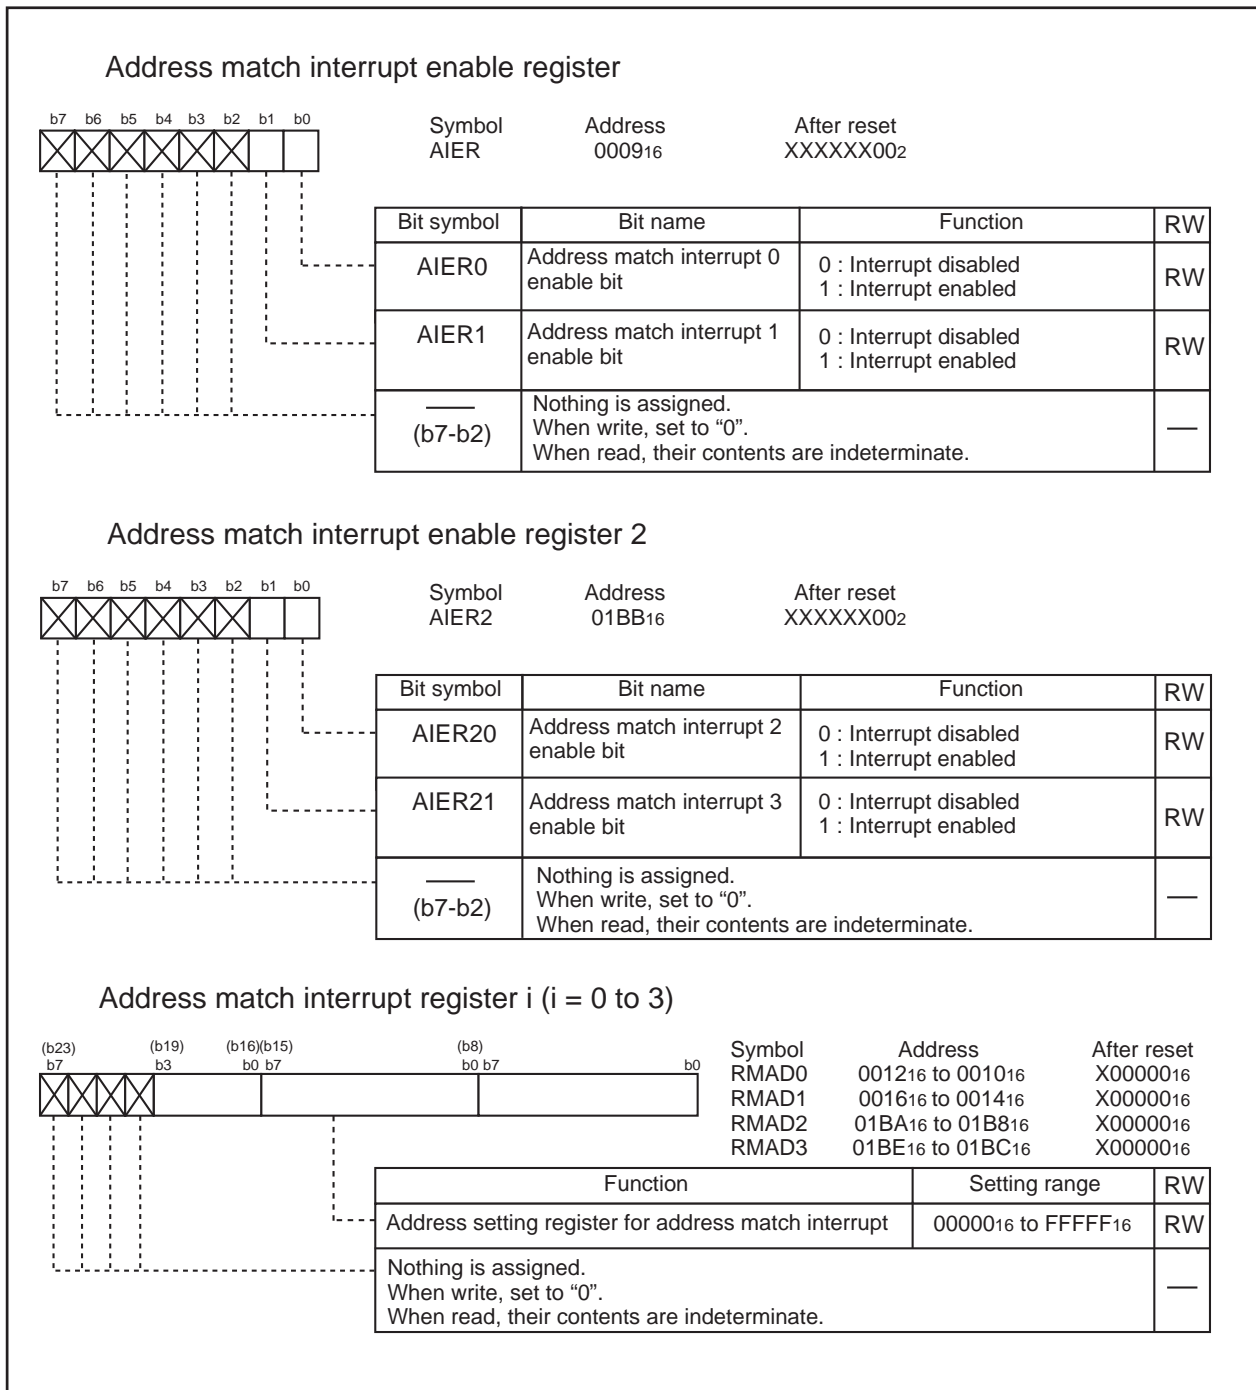 Address match interrupt enable register
b7 b6 b5 b4 b3 b2 b1 b0
Symbol Address After reset
AIER 000916 XXXXXX002
Bit symbol Bit name Function RW
AIER0 Address match interrupt 0 enable bit 0 : Interrupt disabled 1 : Interrupt enabled RW
AIER1 Address match interrupt 1 enable bit 0 : Interrupt disabled 1 : Interrupt enabled RW
(b7-b2) Nothing is assigned.
When write, set to “0”.
When read, their contents are indeterminate. —
Address match interrupt enable register 2
b7 b6 b5 b4 b3 b2 b1 b0
Symbol Address After reset
AIER2 01BB16 XXXXXX002
Bit symbol Bit name Function RW
AIER20 Address match interrupt 2 enable bit 0 : Interrupt disabled 1 : Interrupt enabled RW
AIER21 Address match interrupt 3 enable bit 0 : Interrupt disabled 1 : Interrupt enabled RW
(b7-b2) Nothing is assigned.
When write, set to “0”.
When read, their contents are indeterminate. —
Address match interrupt register i (i = 0 to 3)
(b23) (b19) (b16)(b15) (b8)
b7 b3 b0 b7 b0 b7 b0
Symbol Address After reset
RMAD0 001216 to 001016 X0000016
RMAD1 001616 to 001416 X0000016
RMAD2 01BA16 to 01B816 X0000016
RMAD3 01BE16 to 01BC16 X0000016
Function Setting range RW
Address setting register for address match interrupt 0000016 to FFFFF16 RW
Nothing is assigned.
When write, set to “0”.
When read, their contents are indeterminate. —